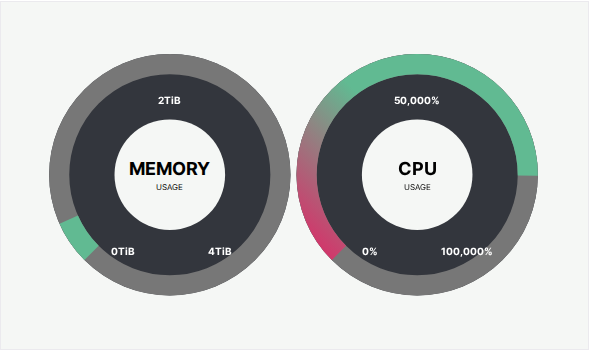 2TiB
MEMORY
USAGE
0TiB
4TiB
50,000%
CPU
USAGE
0%
100,000%